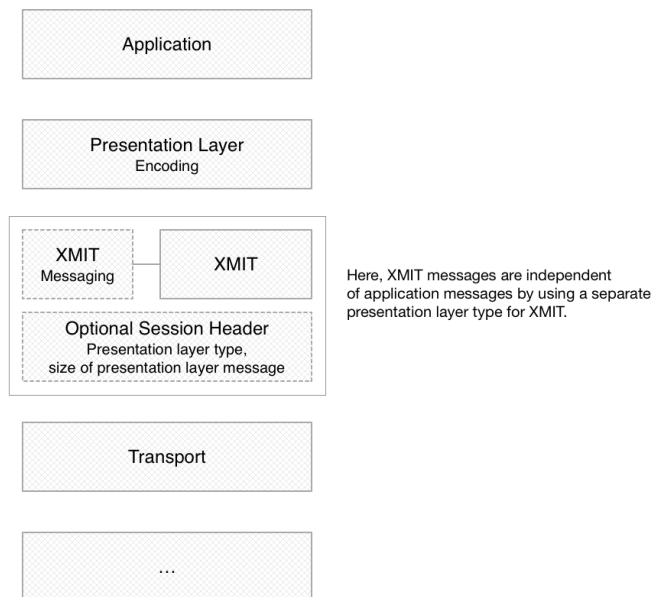 Application
Presentation Layer
Encoding
XMIT
Messaging
XMIT
Optional Session Header
Presentation layer type,
size of presentation layer message
Here, XMIT messages are independent
of application messages by using a separate
presentation layer type for XMIT.
Transport
...